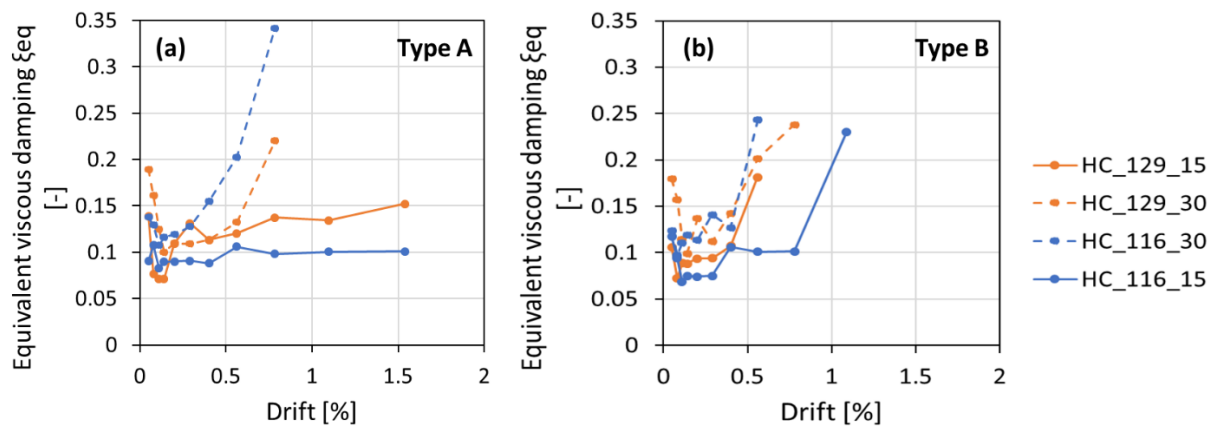 Equivalent viscous damping ξeq
[-]
0.35
0.3
0.25
0.2
0.15
0.1
0.05
0
(a)
Type A
0
0.5
1
1.5
2
Drift [%]
Equivalent viscous damping ξeq
[-]
0.35
0.3
0.25
0.2
0.15
0.1
0.05
0
(b)
Type B
0
0.5
1
1.5
2
Drift [%]
HC_129_15
HC_129_30
HC_116_30
HC_116_15